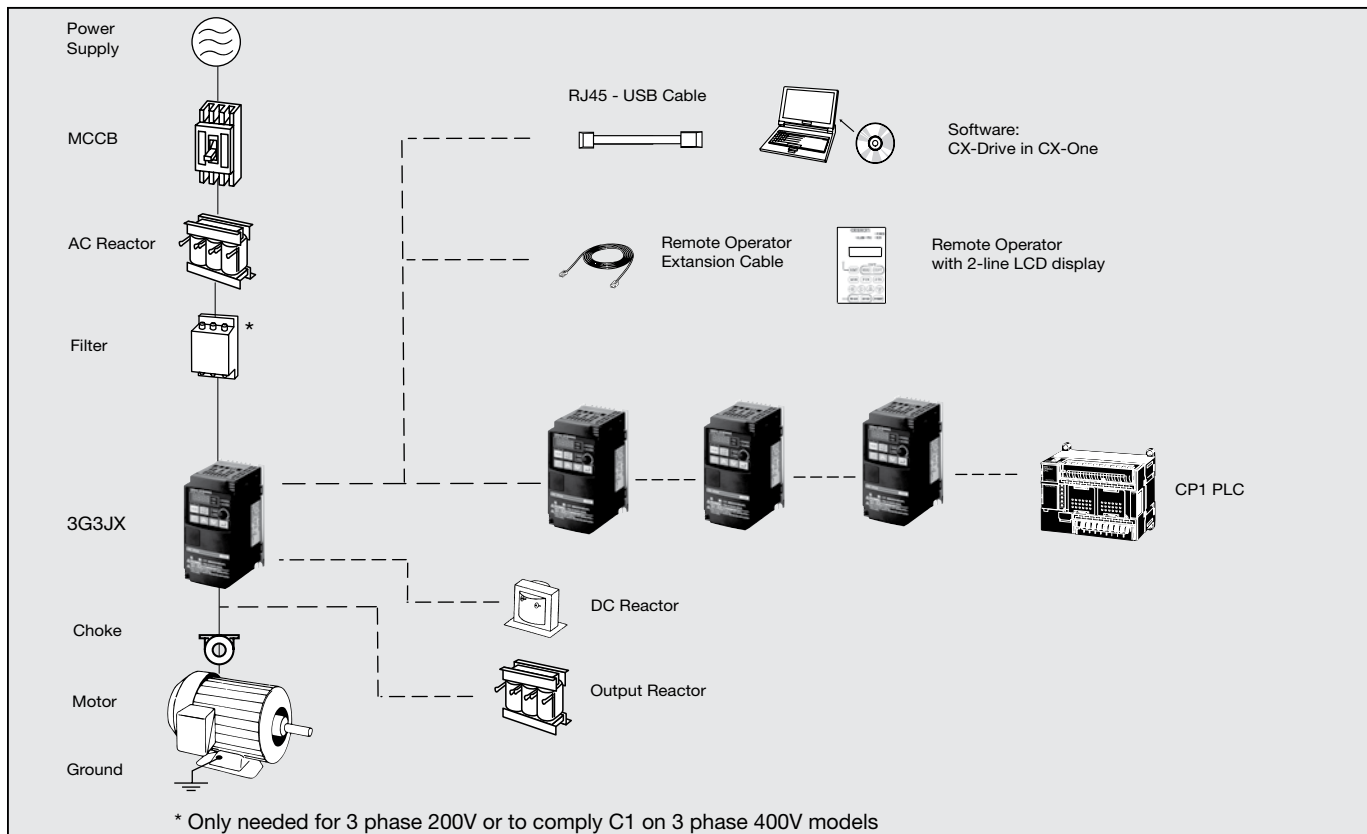 Power
Supply
MCCB
AC Reactor
Filter
*
3G3JX
Choke
Motor
Ground
RJ45 - USB Cable
Software:
CX-Drive in CX-One
Remote Operator
Extension Cable
Remote Operator
with 2-line LCD display
CP1 PLC
DC Reactor
Output Reactor
* Only needed for 3 phase 200V or to comply C1 on 3 phase 400V models